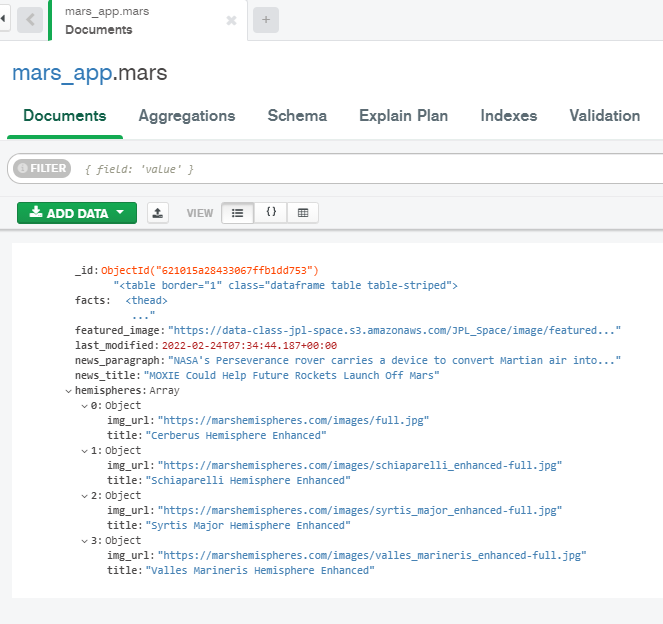 mars_app.mars
Documents
mars_app.mars
Documents Aggregations Schema Explain Plan Indexes Validation
FILTER { field: 'value' }
ADD DATA VIEW {}
_id: ObjectId("621015a28433067ffb1dd753")
"<table border="1" class="dataframe table table-striped">
facts: <thead>
..."
featured_image: "https://data-class-jpl-space.s3.amazonaws.com/JPL_Space/image/featured..."
last_modified: 2022-02-24T07:34:44.187+00:00
news_paragraph: "NASA's Perseverance rover carries a device to convert Martian air into..."
news_title: "MOXIE Could Help Future Rockets Launch Off Mars"
hemispheres: Array
0: Object
img_url: "https://marshemispheres.com/images/full.jpg"
title: "Cerberus Hemisphere Enhanced"
1: Object
img_url: "https://marshemispheres.com/images/schiaparelli_enhanced-full.jpg"
title: "Schiaparelli Hemisphere Enhanced"
2: Object
img_url: "https://marshemispheres.com/images/syrtis_major_enhanced-full.jpg"
title: "Syrtis Major Hemisphere Enhanced"
3: Object
img_url: "https://marshemispheres.com/images/valles_marineris_enhanced-full.jpg"
title: "Valles Marineris Hemisphere Enhanced"